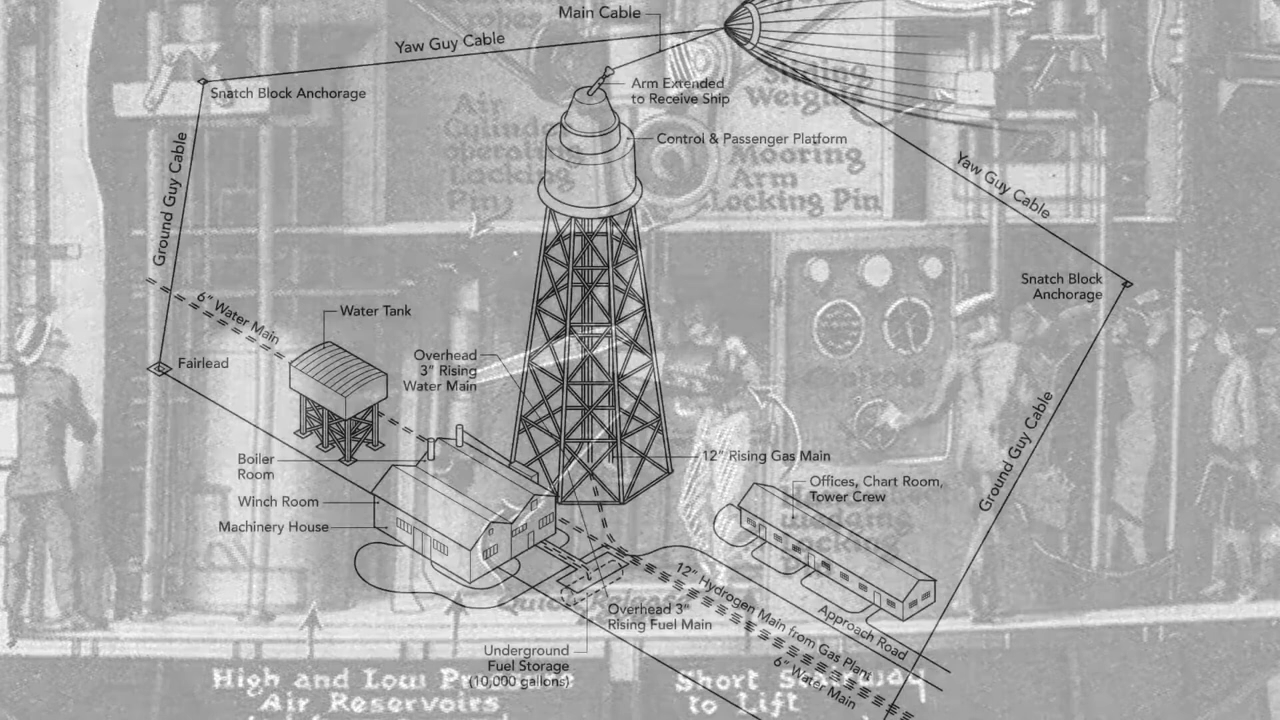 Main Cable
Yaw Guy Cable
Snatch Block Anchorage
Arm Extended
to Receive Ship
Control & Passenger Platform
Air
operating
Locking
Pin
Weighing
Mooring
Arm
Locking Pin
Yaw Guy Cable
Ground Guy Cable
Snatch Block
Anchorage
6" Water Main
Water Tank
Fairlead
Overhead
3" Rising
Water Main
Boiler
Room
Winch Room
Machinery House
12" Rising Gas Main
Offices, Chart Room,
Tower Crew
Ground Guy Cable
12" Hydrogen Main from Gas Plant
Approach Road
6" Water Main
Overhead 3"
Rising Fuel Main
Underground
Fuel Storage
(10,000 gallons)
High and Low Pressure
Air Reservoirs
Short Stairway
to Lift